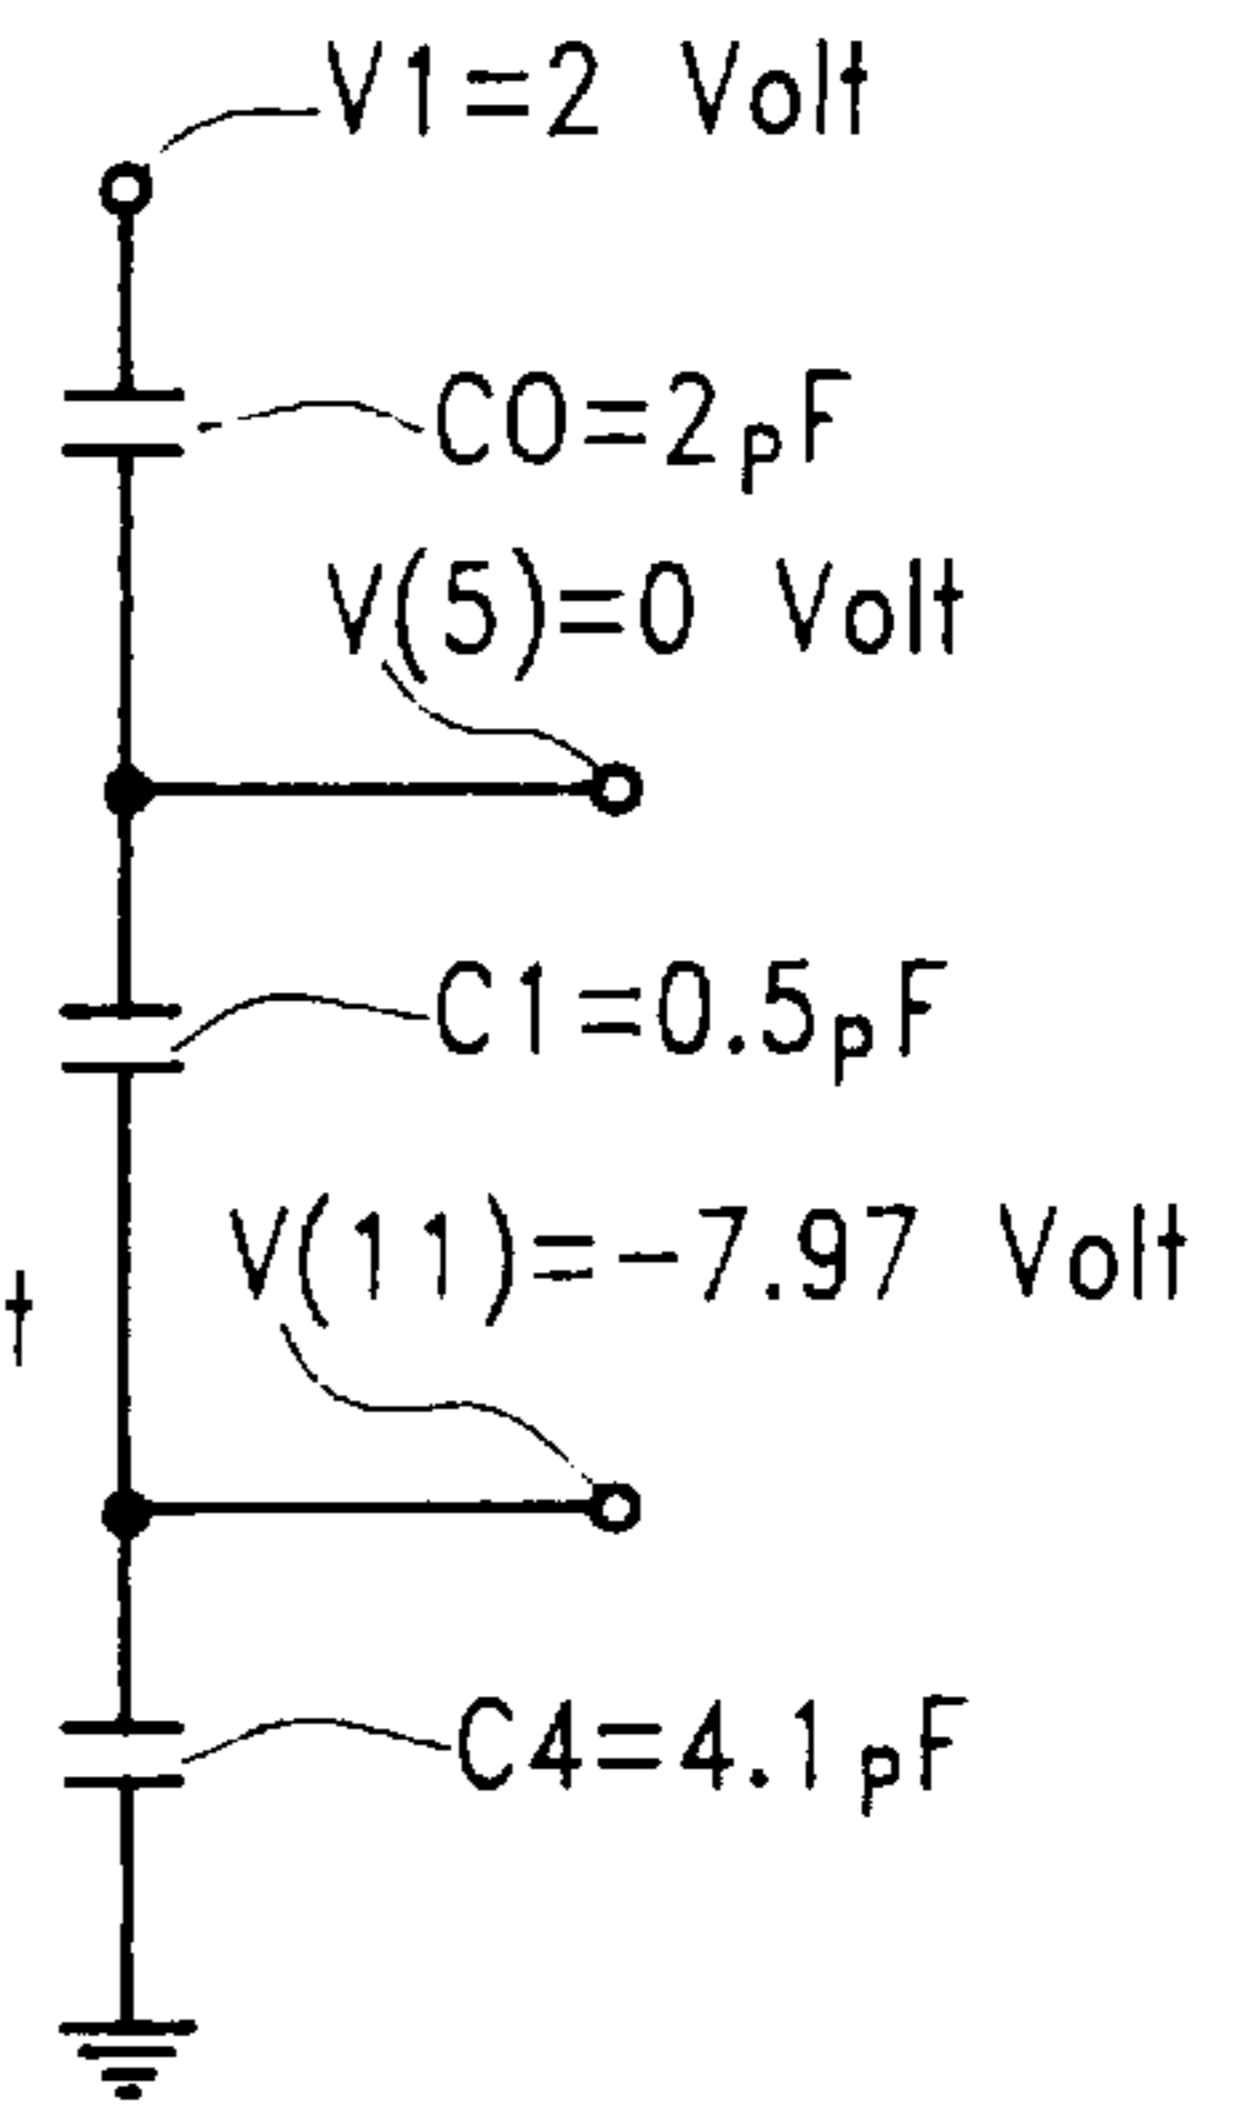 V1=2 Volt
C0=2pF
V(5)=0 Volt
C1=0.5pF
V(11)=-7.97 Volt
C4=4.1pF